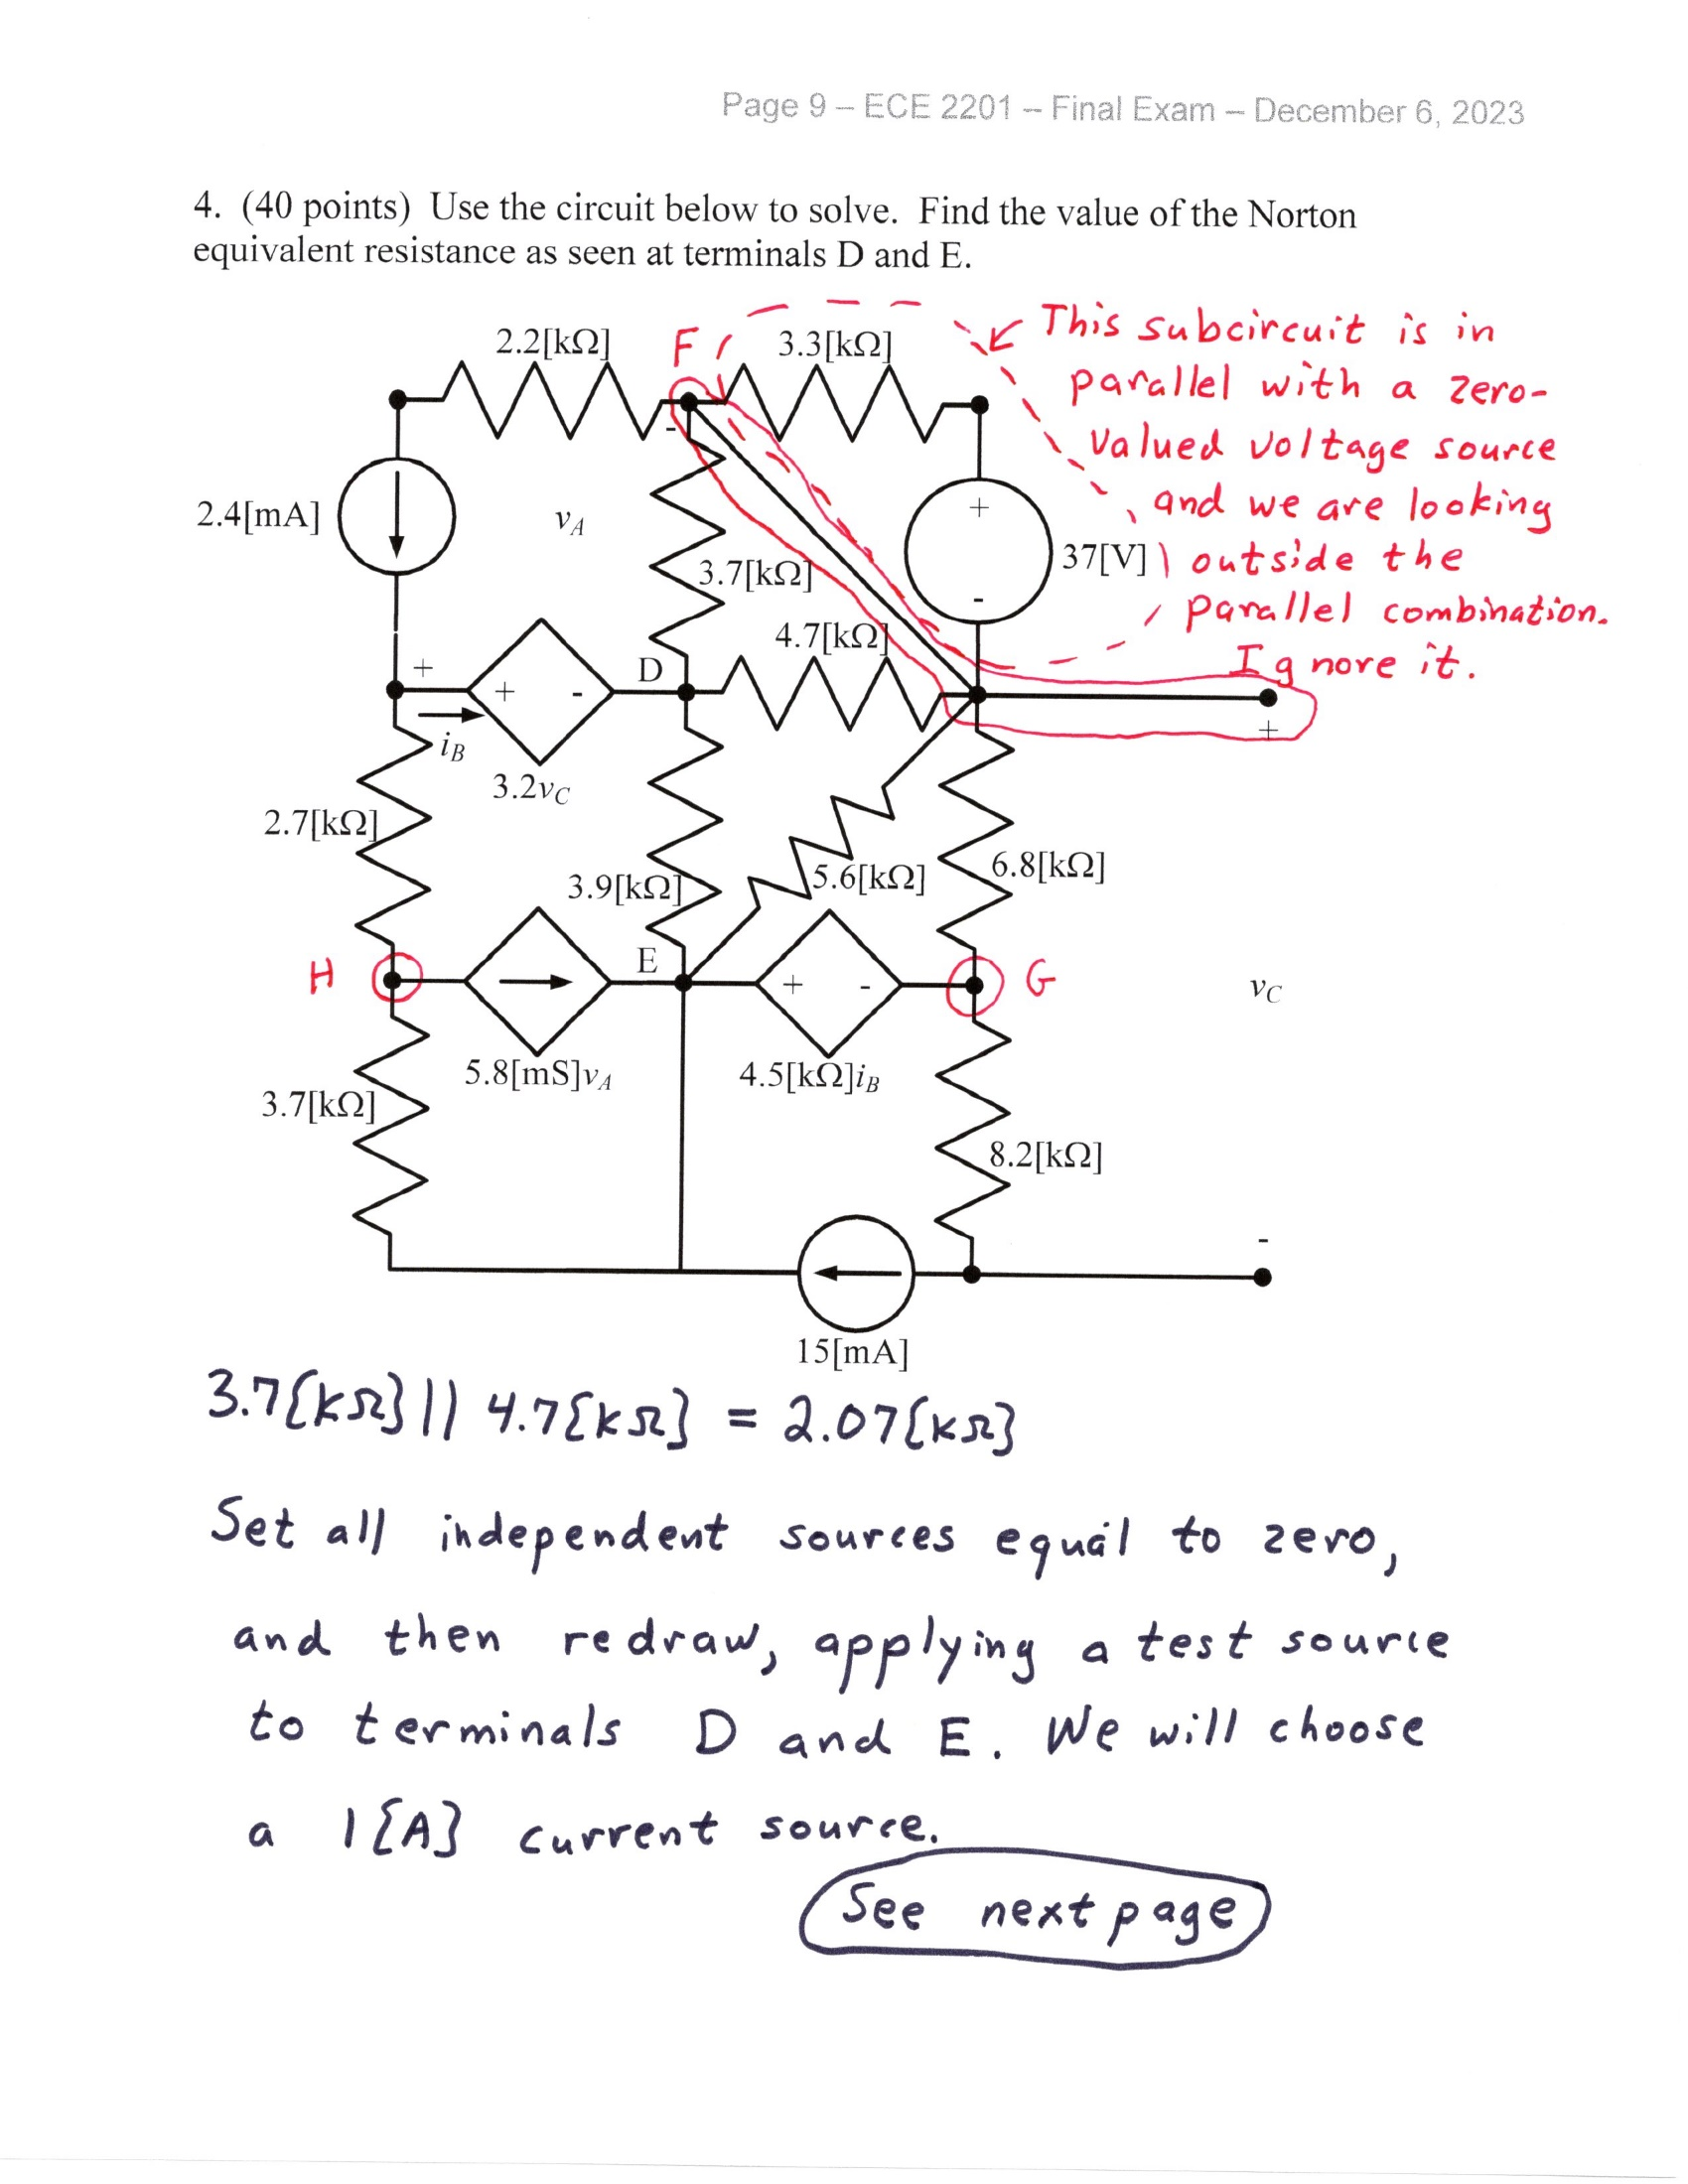 Page 9 – ECE 2201 – Final Exam – December 6, 2023
4. (40 points) Use the circuit below to solve. Find the value of the Norton
equivalent resistance as seen at terminals D and E.
This subcircuit is in
parallel with a zero-
valued voltage source
and we are looking
outside the
parallel combination.
Ignore it.
2.2[kΩ]
F
3.3[kΩ]
-
2.4[mA]
vA
+
37[V]
-
3.7[kΩ]
4.7[kΩ]
D
+
+ -
iB
3.2vC
+
2.7[kΩ]
3.9[kΩ]
5.6[kΩ]
6.8[kΩ]
H
E
+ -
G
vC
5.8[mS]vA
4.5[kΩ]iB
3.7[kΩ]
8.2[kΩ]
-
15[mA]
3.7[kΩ] || 4.7[kΩ] = 2.07[kΩ]
Set all independent sources equal to zero,
and then redraw, applying a test source
to terminals D and E. We will choose
a 1[A] current source.
See next page